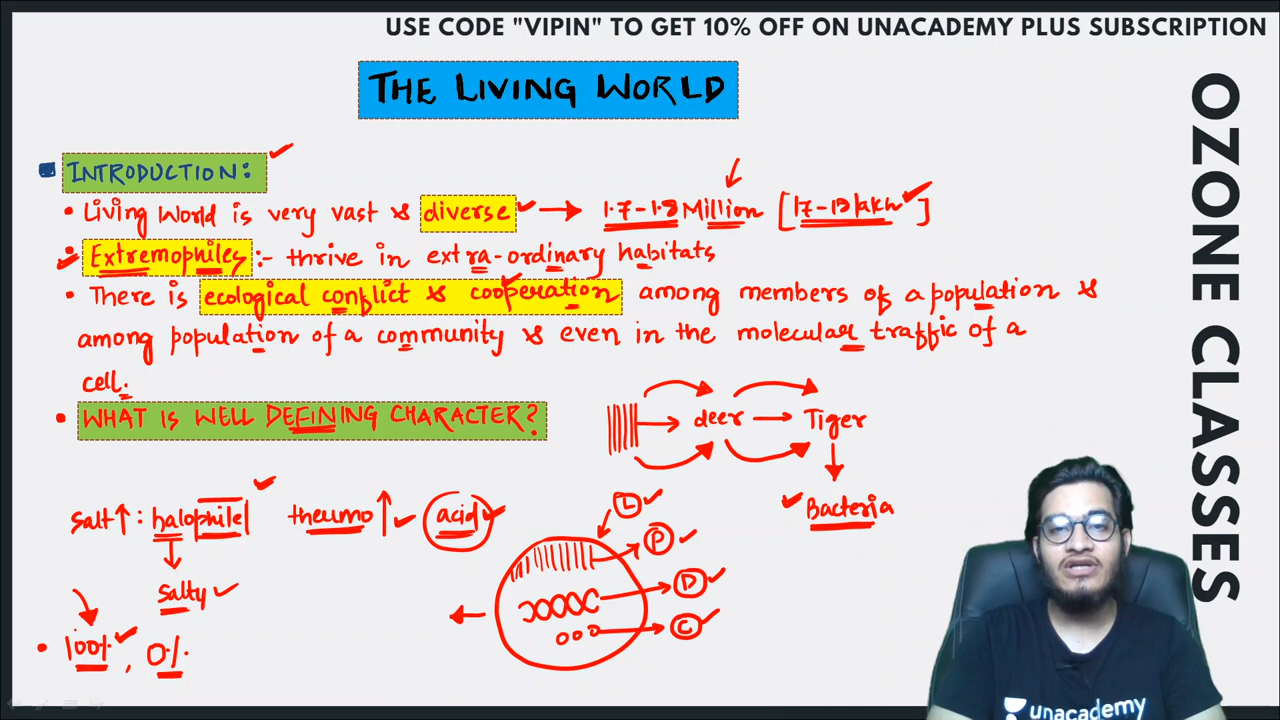 USE CODE "VIPIN" TO GET 10% OFF ON UNACADEMY PLUS SUBSCRIPTION
THE LIVING WORLD
INTRODUCTION:
• Living World is very vast & diverse → 1.7-1.8 Million [17-18 lakh]
• Extremophiles :- thrive in extra-ordinary habitats
• There is ecological conflict & cooperation among members of a population &
among population of a community & even in the molecular traffic of a
cell.
• WHAT IS WELL DEFINING CHARACTER?
deer → Tiger
Bacteria
Salt↑ : halophile thermo↑ acid
Salty
L
P
D
C
• 100%, 0%
OZONE CLASSES
unacademy